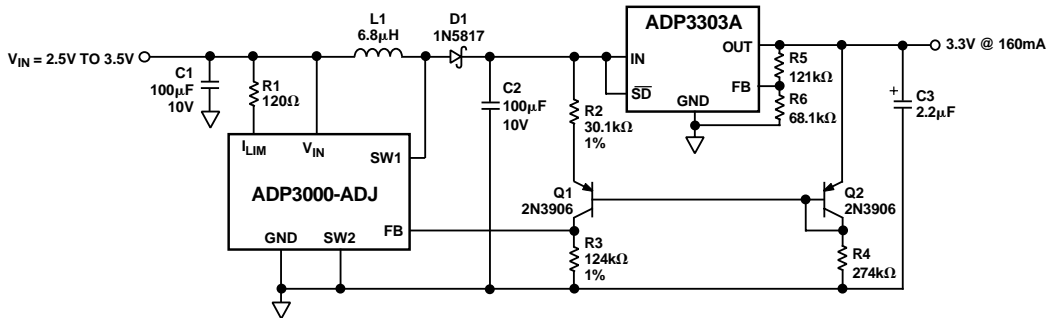 ADP3303A
L1
6.8μH
D1
1N5817
VIN = 2.5V TO 3.5V
IN
OUT
3.3V @ 160mA
R5
121kΩ
C1
100μF
10V
R1
120Ω
SD
FB
GND
R6
68.1kΩ
C3
2.2μF
+
C2
100μF
10V
R2
30.1kΩ
1%
ILIM
VIN
SW1
ADP3000-ADJ
Q1
2N3906
Q2
2N3906
GND
SW2
FB
R3
124kΩ
1%
R4
274kΩ